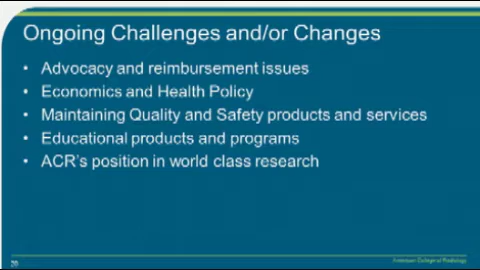 Ongoing Challenges and/or Changes
• Advocacy and reimbursement issues
• Economics and Health Policy
• Maintaining Quality and Safety products and services
• Educational products and programs
• ACR's position in world class research
American College of Radiology